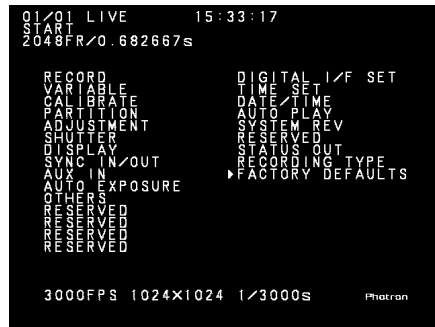 01/01 LIVE 15:33:17
START
2048FR/0.682667s
RECORD
VARIABLE
CALIBRATE
PARTITION
ADJUSTMENT
SHUTTER
DISPLAY
SYNC IN/OUT
AUX IN
AUTO EXPOSURE
OTHERS
RESERVED
RESERVED
RESERVED
RESERVED
DIGITAL I/F SET
TIME SET
DATE/TIME
AUTO PLAY
SYSTEM REV
RESERVED
STATUS OUT
RECORDING TYPE
▶FACTORY DEFAULTS
3000FPS 1024×1024 1/3000s Photron